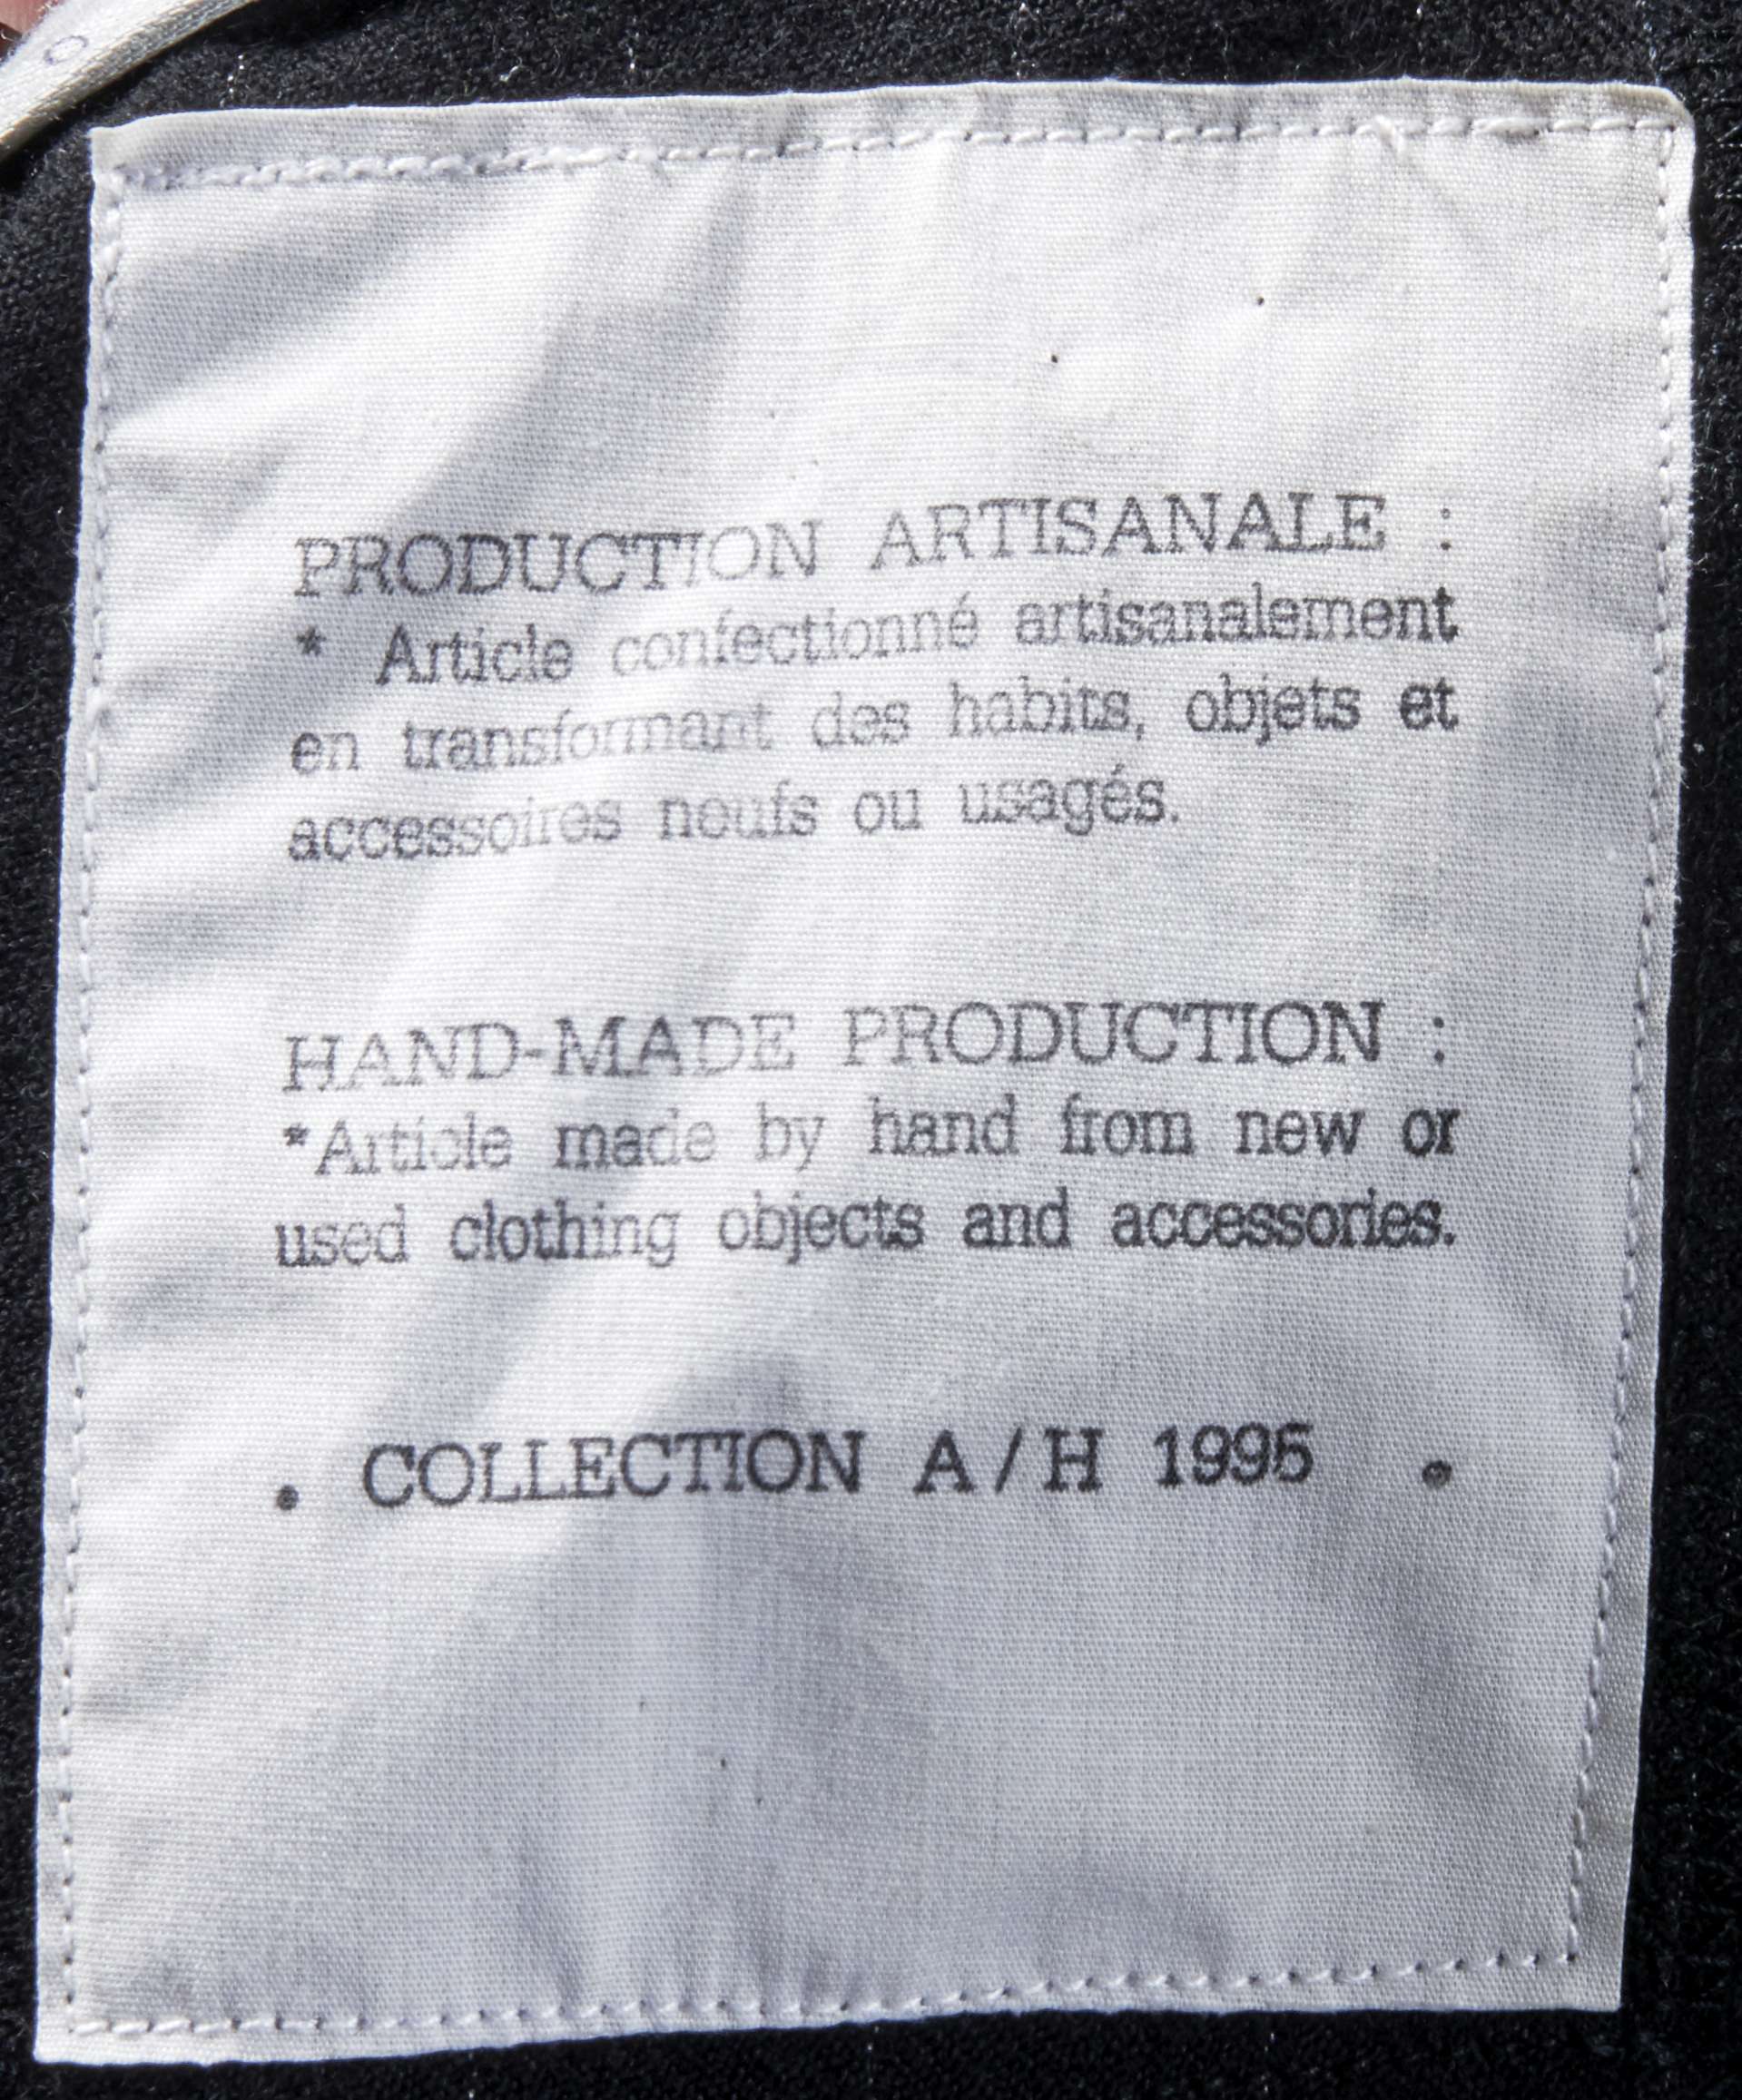 PRODUCTION ARTISANALE :
* Article confectionné artisanalement
en transformant des habits, objets et
accessoires neufs ou usagés.
HAND-MADE PRODUCTION :
*Article made by hand from new or
used clothing objects and accessories.
. COLLECTION A/H 1995 .